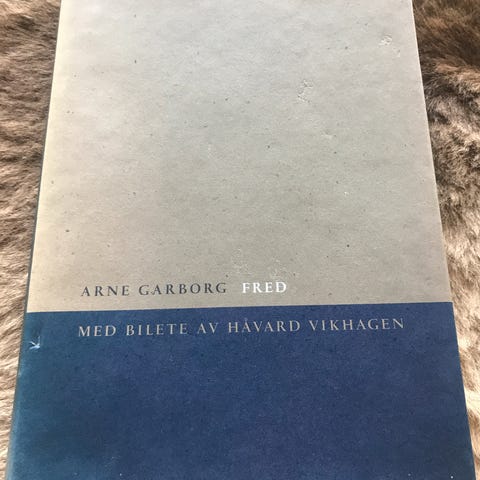 ARNE GARBORG FRED
MED BILETE AV HÅVARD VIKHAGEN